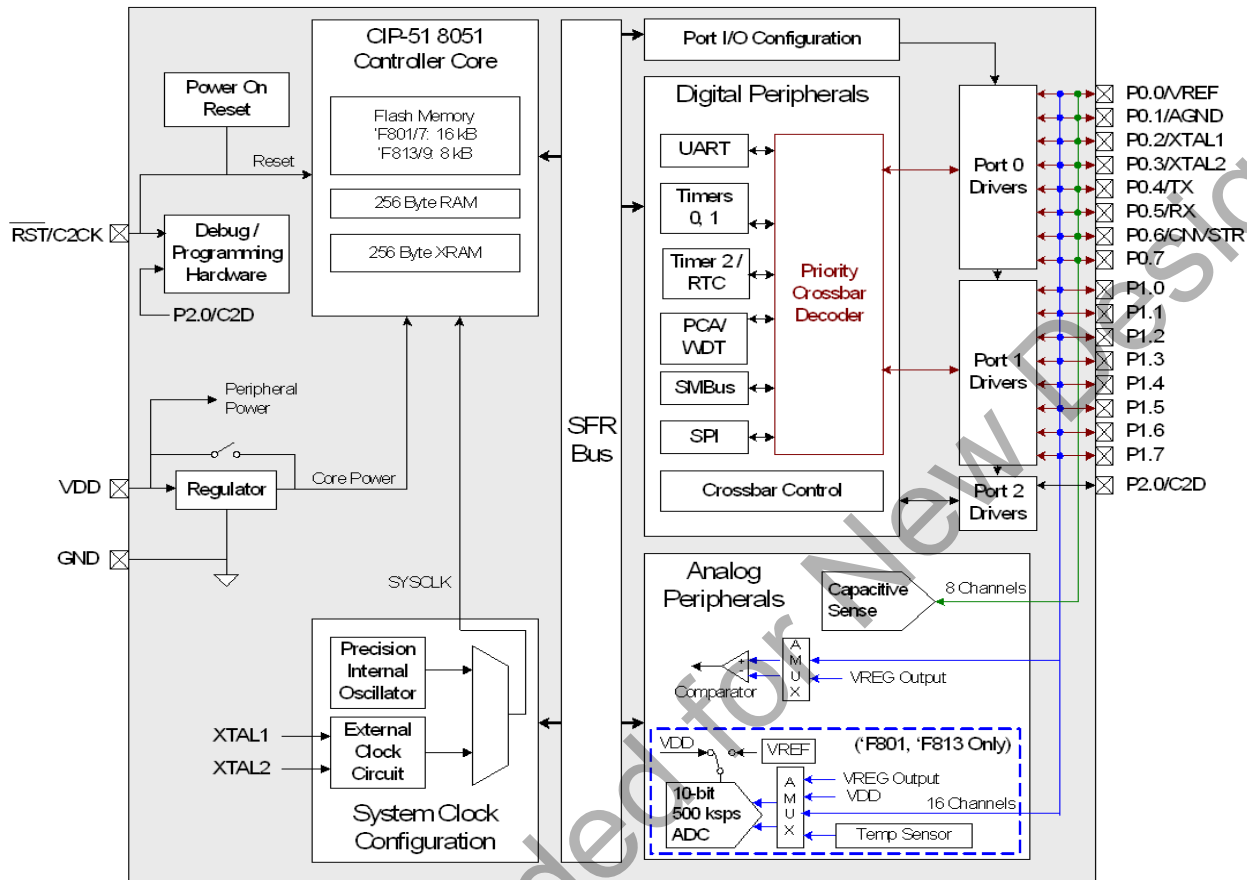 CIP-51 8051
Controller Core
Flash Memory
'F801/7: 16 kB
'F813/9: 8 kB
256 Byte RAM
256 Byte XRAM
Power On
Reset
Reset
RST/C2CK
Debug /
Programming
Hardware
P2.0/C2D
Peripheral
Power
VDD
Regulator
Core Power
GND
SYSCLK
Precision
Internal
Oscillator
XTAL1
XTAL2
External
Clock
Circuit
System Clock
Configuration
SFR
Bus
Port I/O Configuration
Digital Peripherals
UART
Timers
0, 1
Timer 2 /
RTC
PCA/
WDT
SMBus
SPI
Priority
Crossbar
Decoder
Crossbar Control
Port 0
Drivers
Port 1
Drivers
Port 2
Drivers
P0.0/VREF
P0.1/AGND
P0.2/XTAL1
P0.3/XTAL2
P0.4/TX
P0.5/RX
P0.6/CNVSTR
P0.7
P1.0
P1.1
P1.2
P1.3
P1.4
P1.5
P1.6
P1.7
P2.0/C2D
Analog
Peripherals
Capacitive
Sense
8 Channels
AMUX
Comparator
+
-
VREG Output
('F801, 'F813 Only)
VDD
VREF
10-bit
500 ksps
ADC
AMUX
VREG Output
VDD
16 Channels
Temp Sensor
ded for New Desig